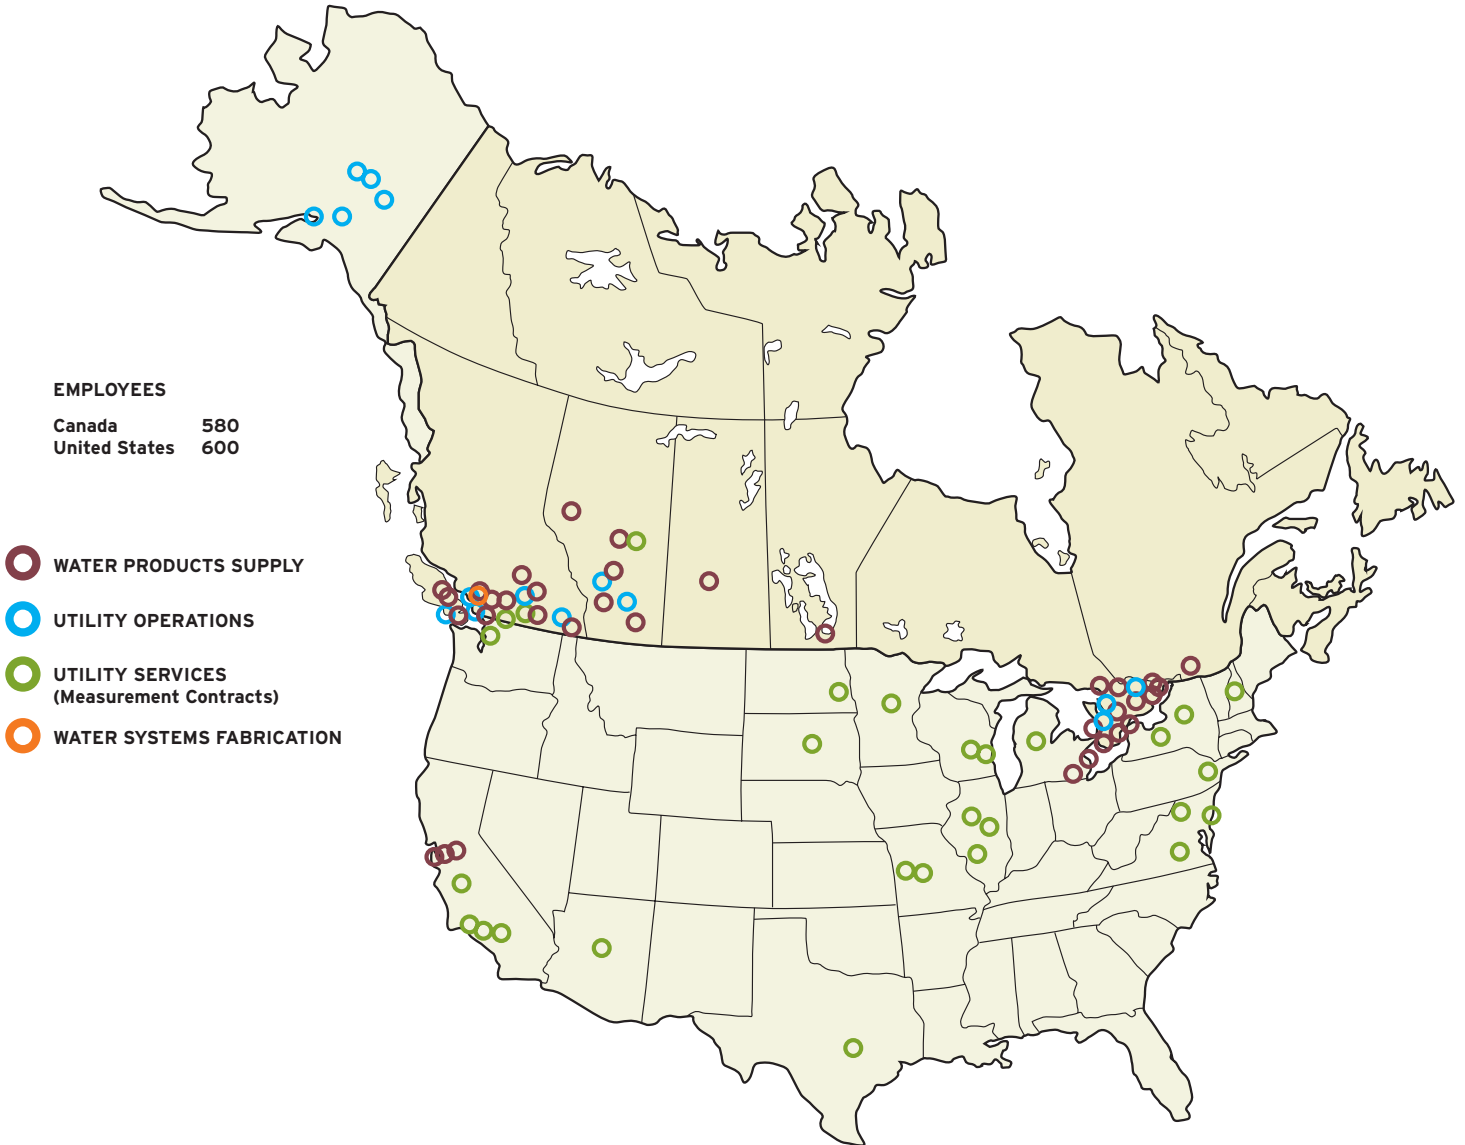 EMPLOYEES
Canada 580
United States 600
WATER PRODUCTS SUPPLY
UTILITY OPERATIONS
UTILITY SERVICES
(Measurement Contracts)
WATER SYSTEMS FABRICATION